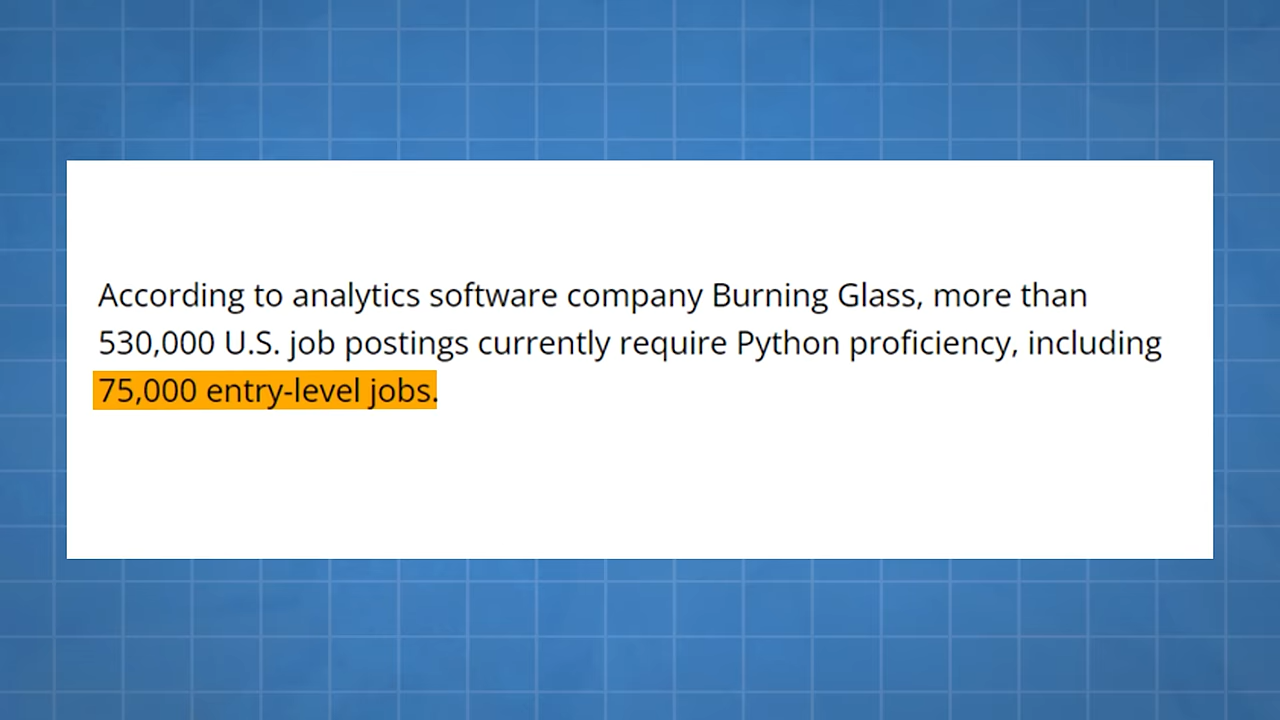 According to analytics software company Burning Glass, more than
530,000 U.S. job postings currently require Python proficiency, including
75,000 entry-level jobs.